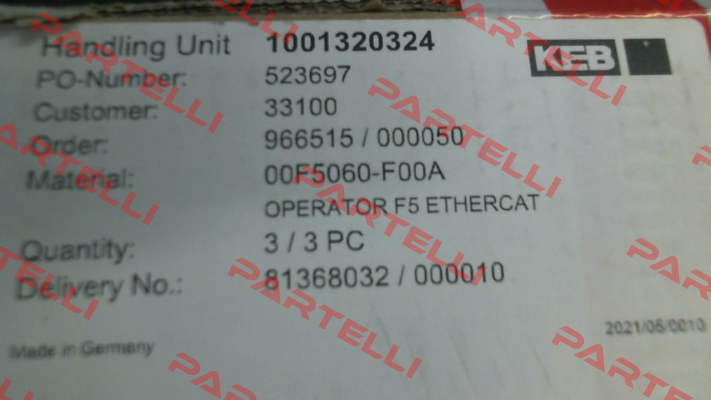 Handling Unit 1001320324 KEB
PO-Number: 523697
Customer: 33100
Order: 966515 / 000050
Material: 00F5060-F00A
OPERATOR F5 ETHERCAT
Quantity: 3 / 3 PC
Delivery No.: 81368032 / 000010
2021/06/0010
Made in Germany
PARTELLI